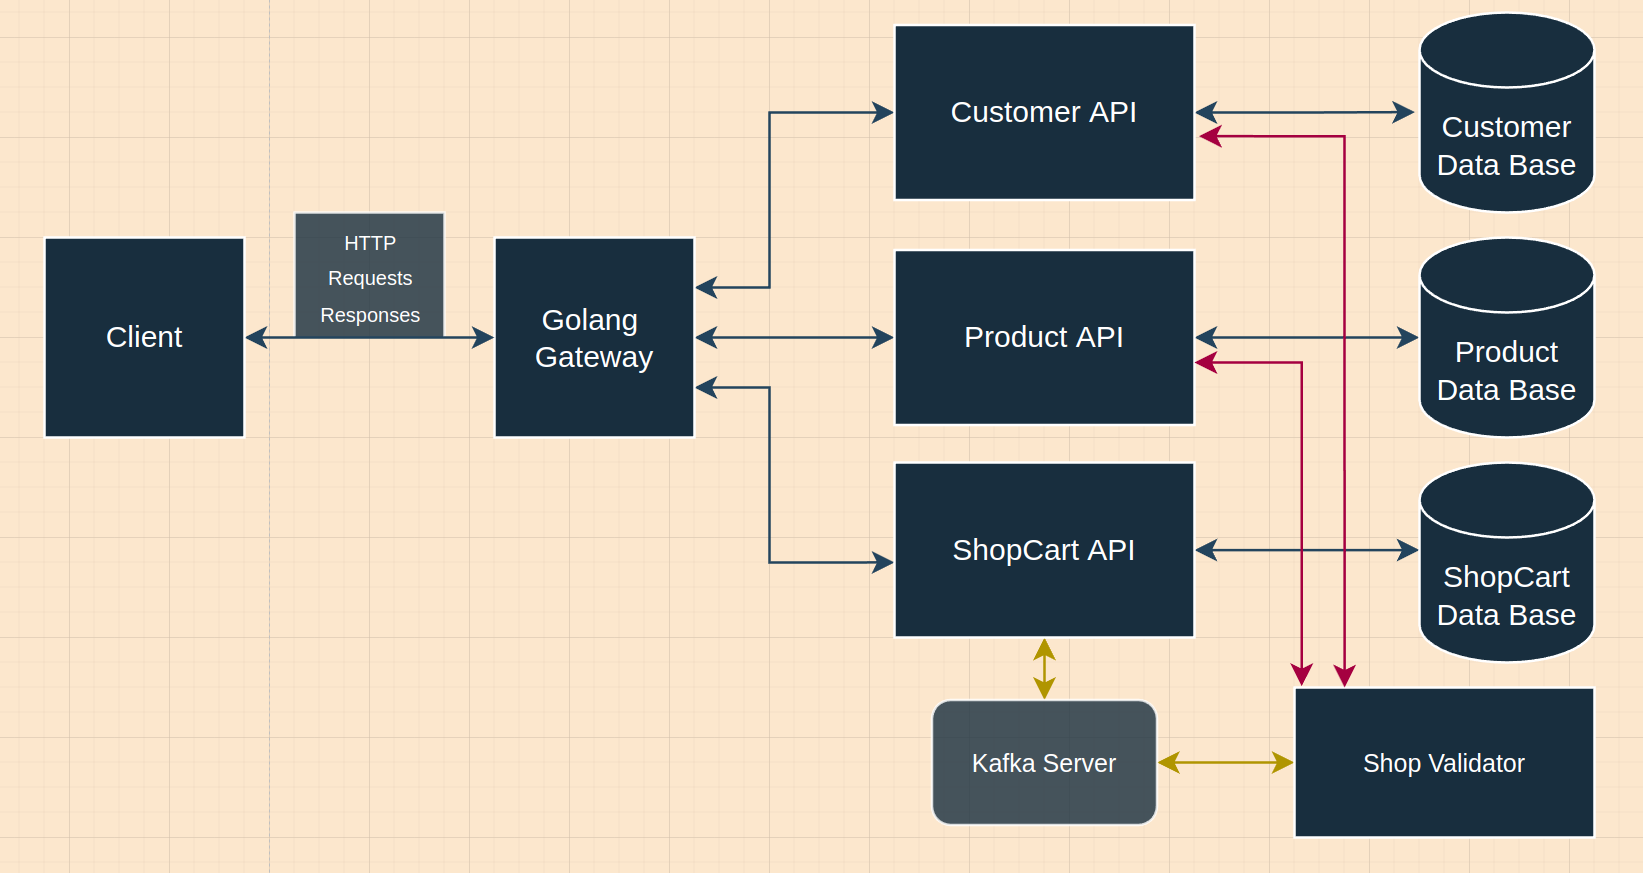 Client
HTTP
Requests
Responses
Golang
Gateway
Customer API
Customer
Data Base
Product API
Product
Data Base
ShopCart API
ShopCart
Data Base
Kafka Server
Shop Validator